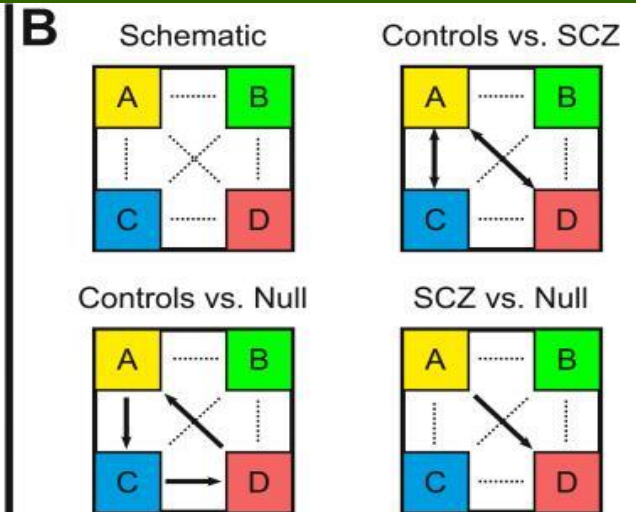 B
Schematic
Controls vs. SCZ
A B
A B
C D
C D
Controls vs. Null
SCZ vs. Null
A B
A B
C D
C D